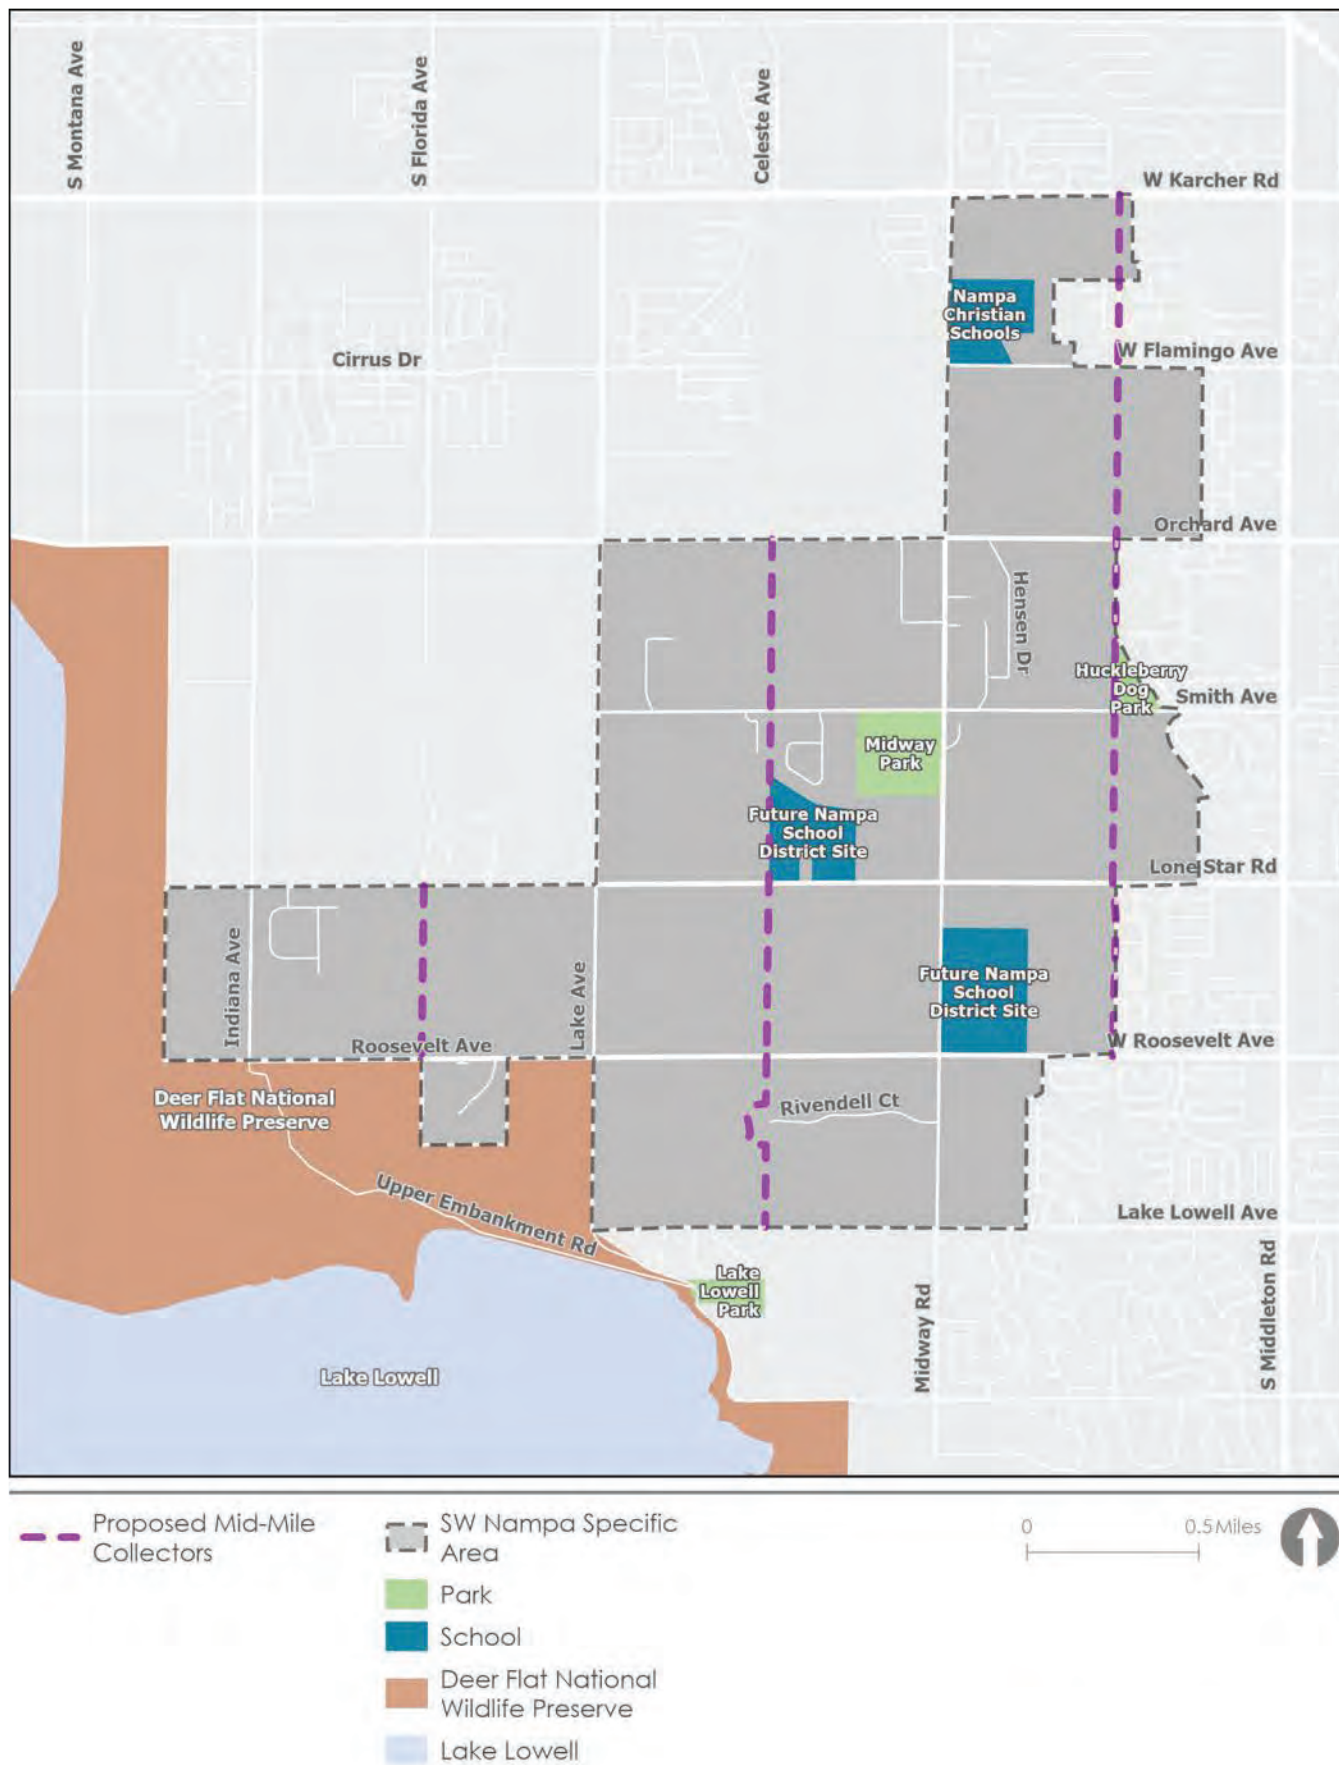 S Montana Ave
S Florida Ave
Celeste Ave
W Karcher Rd
Nampa
Christian
Schools
W Flamingo Ave
Cirrus Dr
Orchard Ave
Hensen Dr
Huckleberry
Dog
Park
Smith Ave
Midway
Park
Future Nampa
School
District Site
Lone Star Rd
Indiana Ave
Lake Ave
Future Nampa
School
District Site
Roosevelt Ave
W Roosevelt Ave
Deer Flat National
Wildlife Preserve
Rivendell Ct
Upper Embankment Rd
Lake Lowell Ave
Lake
Lowell
Park
Midway Rd
S Middleton Rd
Lake Lowell
Proposed Mid-Mile
Collectors
SW Nampa Specific
Area
Park
School
Deer Flat National
Wildlife Preserve
Lake Lowell
0 0.5 Miles